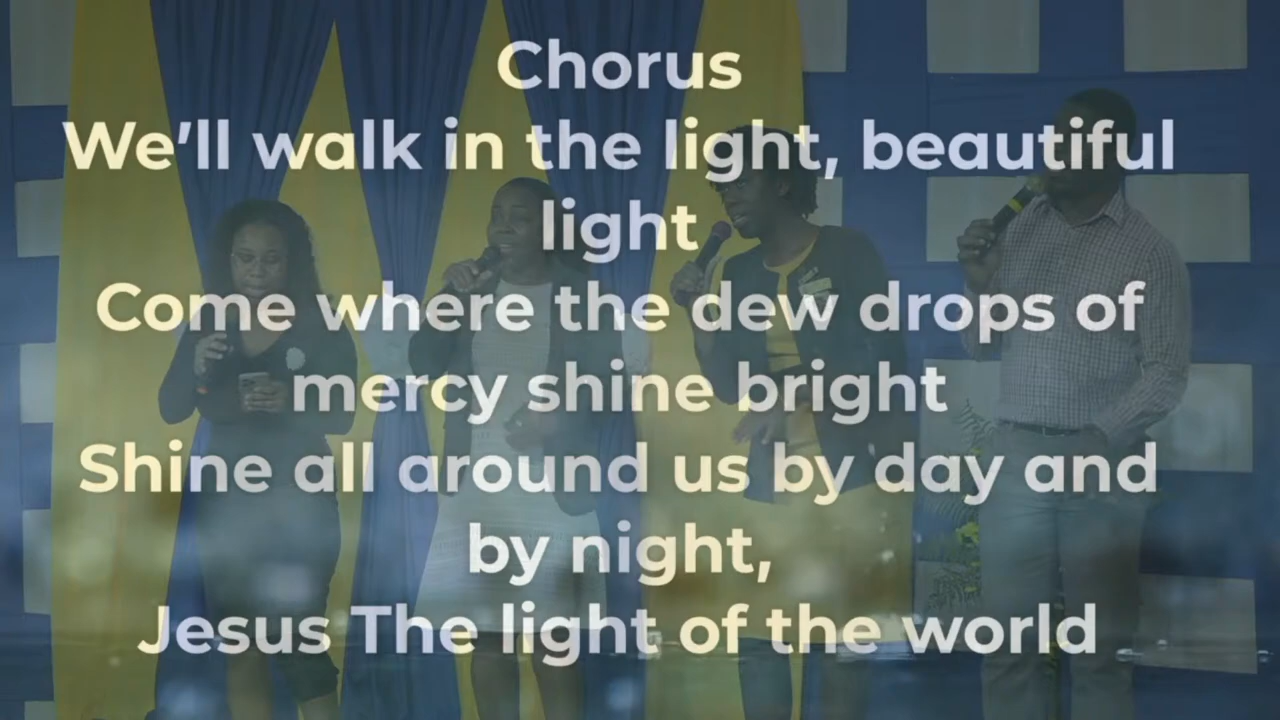 Chorus
We’ll walk in the light, beautiful
light
Come where the dew drops of
mercy shine bright
Shine all around us by day and
by night,
Jesus The light of the world